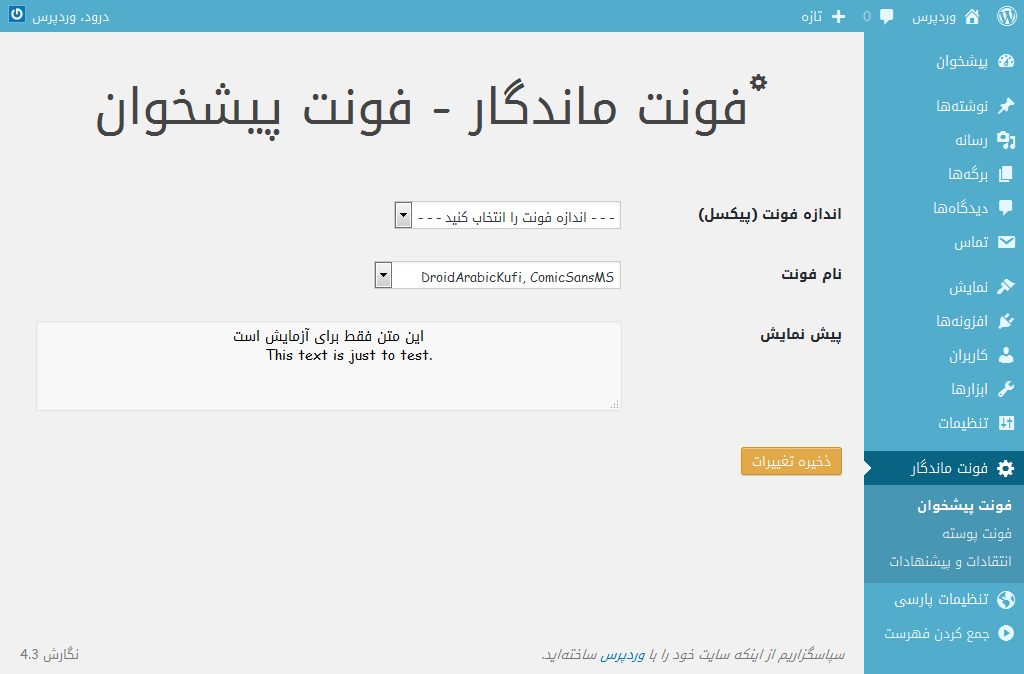 وردپرس
0
تازه
درود، وردپرس
پیشخوان
نوشته‌ها
رسانه
برگه‌ها
دیدگاه‌ها
تماس
نمایش
افزونه‌ها
کاربران
ابزارها
تنظیمات
فونت ماندگار
فونت پیشخوان
فونت پوسته
انتقادات و پیشنهادات
تنظیمات پارسی
جمع کردن فهرست
فونت ماندگار - فونت پیشخوان
اندازه فونت (پیکسل)
- - - اندازه فونت را انتخاب کنید - - -
نام فونت
DroidArabicKufi, ComicSansMS
پیش نمایش
این متن فقط برای آزمایش است
This text is just to test.
ذخیره تغییرات
سپاسگزاریم از اینکه سایت خود را با وردپرس ساخته‌اید.
نگارش 4.3